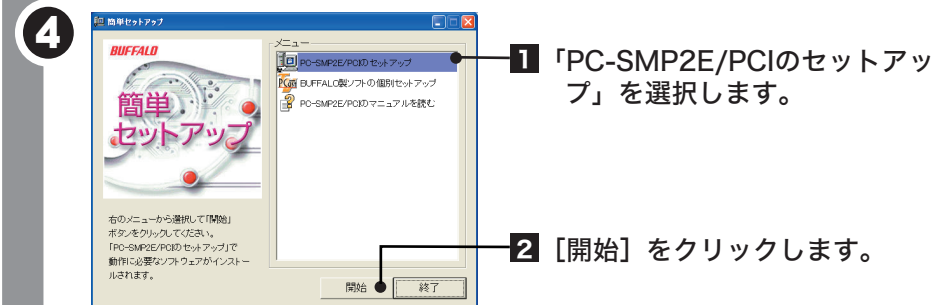 4
簡単セットアップ
BUFFALO
簡単
セットアップ
右のメニューから選択して「開始」
ボタンをクリックしてください。
「PC-SMP2E/PCIのセットアップ」で
動作に必要なソフトウェアがインストー
ルされます。
メニュー
PC-SMP2E/PCIのセットアップ
BUFFALO製ソフトの個別セットアップ
PC-SMP2E/PCIのマニュアルを読む
開始
終了
1 「PC-SMP2E/PCIのセットアッ
プ」を選択します。
2 [開始]をクリックします。